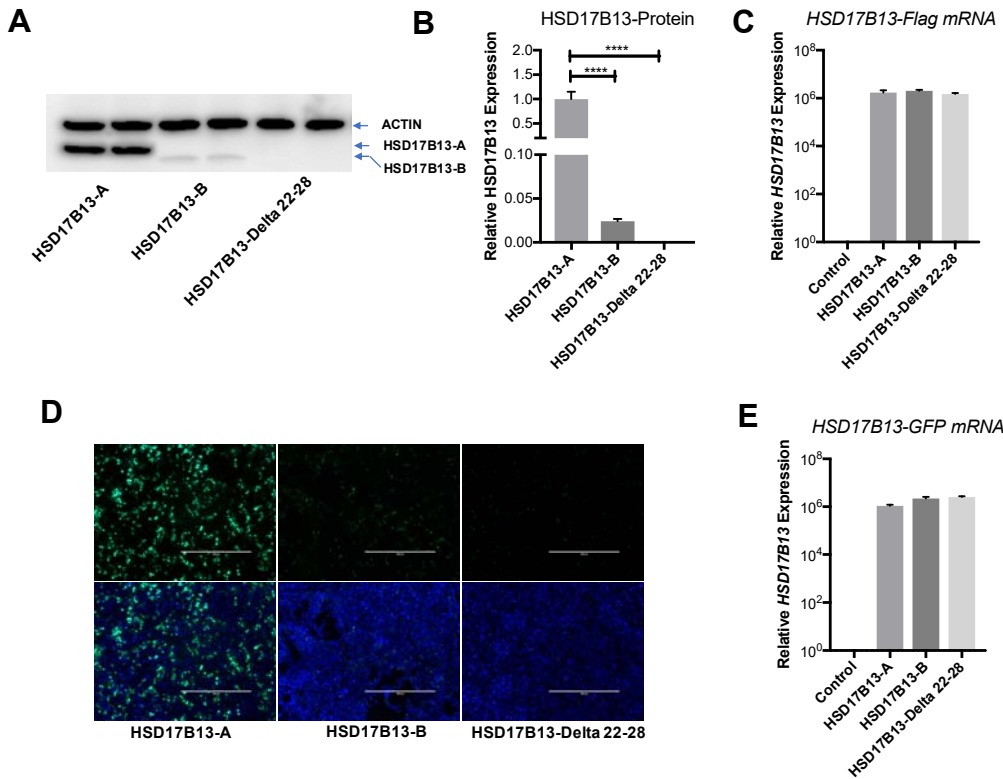 A
ACTIN
HSD17B13-A
HSD17B13-B
HSD17B13-A
HSD17B13-B
HSD17B13-Delta 22-28
B
HSD17B13-Protein
Relative HSD17B13 Expression
2.0
1.5
1.0
0.5
0.10
0.05
0.00
****
****
HSD17B13-A
HSD17B13-B
HSD17B13-Delta 22-28
C
HSD17B13-Flag mRNA
Relative HSD17B13 Expression
10⁸
10⁶
10⁴
10²
10⁰
Control
HSD17B13-A
HSD17B13-B
HSD17B13-Delta 22-28
D
HSD17B13-A
HSD17B13-B
HSD17B13-Delta 22-28
E
HSD17B13-GFP mRNA
Relative HSD17B13 Expression
10⁸
10⁶
10⁴
10²
10⁰
Control
HSD17B13-A
HSD17B13-B
HSD17B13-Delta 22-28